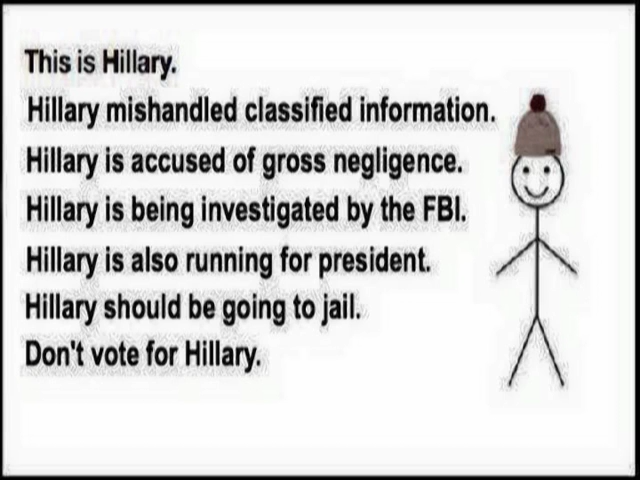 This is Hillary.
Hillary mishandled classified information.
Hillary is accused of gross negligence.
Hillary is being investigated by the FBI.
Hillary is also running for president.
Hillary should be going to jail.
Don't vote for Hillary.